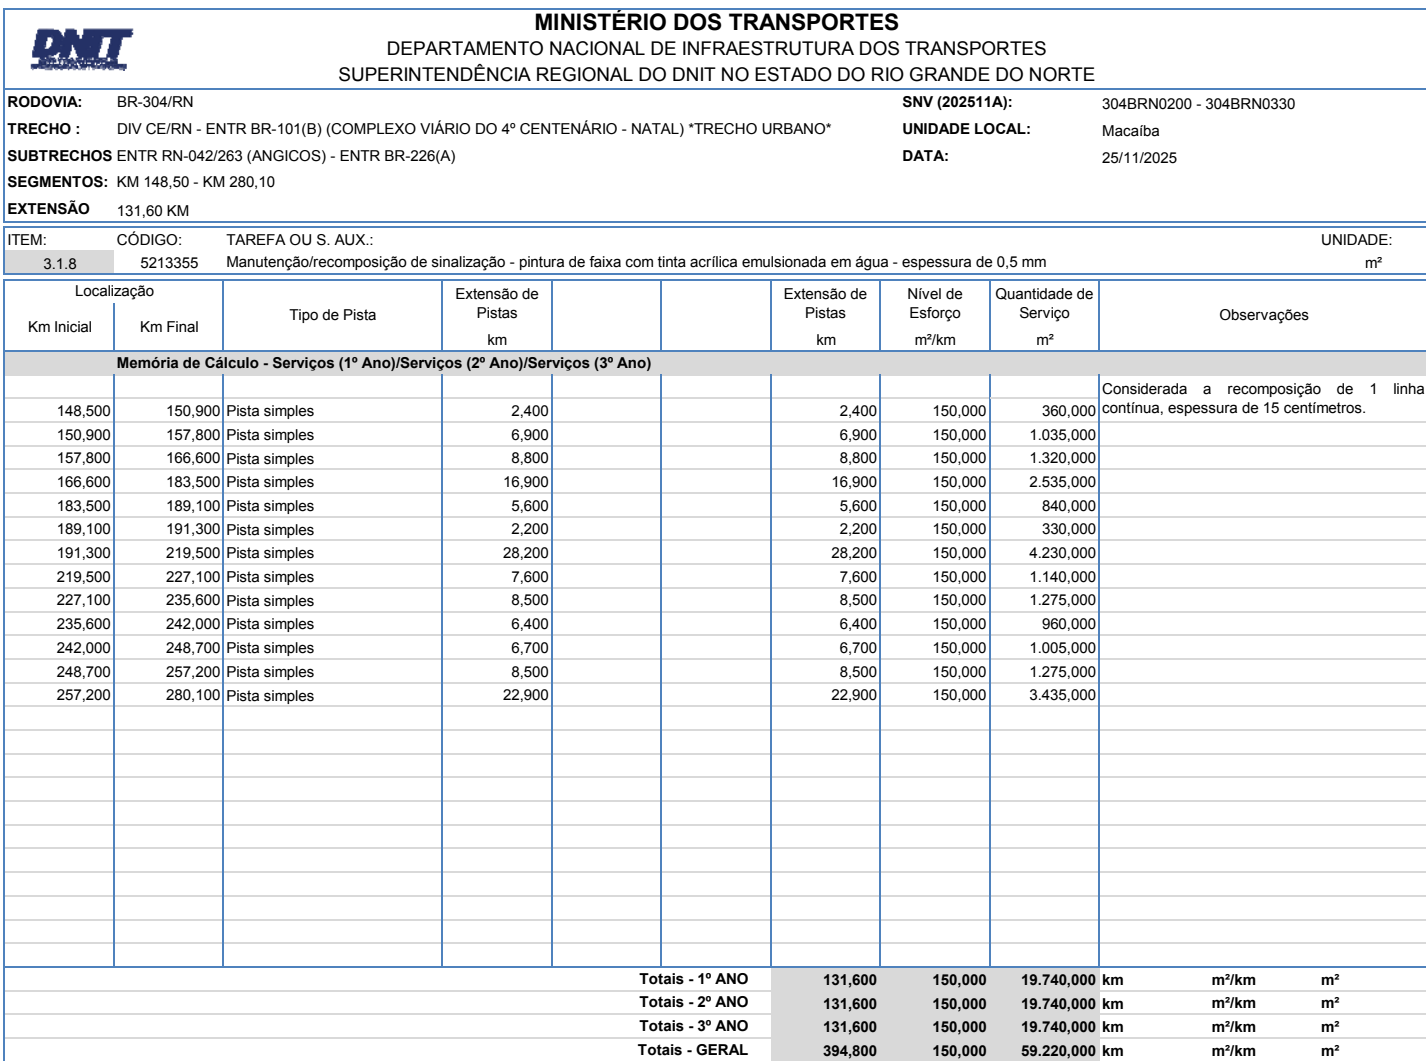 DNIT
MINISTÉRIO DOS TRANSPORTES
DEPARTAMENTO NACIONAL DE INFRAESTRUTURA DOS TRANSPORTES
SUPERINTENDÊNCIA REGIONAL DO DNIT NO ESTADO DO RIO GRANDE DO NORTE
RODOVIA: BR-304/RN SNV (202511A): 304BRN0200 - 304BRN0330
TRECHO : DIV CE/RN - ENTR BR-101(B) (COMPLEXO VIÁRIO DO 4º CENTENÁRIO - NATAL) *TRECHO URBANO* UNIDADE LOCAL: Macaíba
SUBTRECHOS ENTR RN-042/263 (ANGICOS) - ENTR BR-226(A) DATA: 25/11/2025
SEGMENTOS: KM 148,50 - KM 280,10
EXTENSÃO 131,60 KM
ITEM: CÓDIGO: TAREFA OU S. AUX.: UNIDADE:
3.1.8 5213355 Manutenção/recomposição de sinalização - pintura de faixa com tinta acrílica emulsionada em água - espessura de 0,5 mm m²
Localização Extensão de Extensão de Nível de Quantidade de
Km Inicial Km Final Tipo de Pista Pistas Pistas Esforço Serviço Observações
km km m²/km m²
Memória de Cálculo - Serviços (1º Ano)/Serviços (2º Ano)/Serviços (3º Ano)
Considerada a recomposição de 1 linha
148,500 150,900 Pista simples 2,400 2,400 150,000 360,000 contínua, espessura de 15 centímetros.
150,900 157,800 Pista simples 6,900 6,900 150,000 1.035,000
157,800 166,600 Pista simples 8,800 8,800 150,000 1.320,000
166,600 183,500 Pista simples 16,900 16,900 150,000 2.535,000
183,500 189,100 Pista simples 5,600 5,600 150,000 840,000
189,100 191,300 Pista simples 2,200 2,200 150,000 330,000
191,300 219,500 Pista simples 28,200 28,200 150,000 4.230,000
219,500 227,100 Pista simples 7,600 7,600 150,000 1.140,000
227,100 235,600 Pista simples 8,500 8,500 150,000 1.275,000
235,600 242,000 Pista simples 6,400 6,400 150,000 960,000
242,000 248,700 Pista simples 6,700 6,700 150,000 1.005,000
248,700 257,200 Pista simples 8,500 8,500 150,000 1.275,000
257,200 280,100 Pista simples 22,900 22,900 150,000 3.435,000
Totais - 1º ANO 131,600 150,000 19.740,000 km m²/km m²
Totais - 2º ANO 131,600 150,000 19.740,000 km m²/km m²
Totais - 3º ANO 131,600 150,000 19.740,000 km m²/km m²
Totais - GERAL 394,800 150,000 59.220,000 km m²/km m²